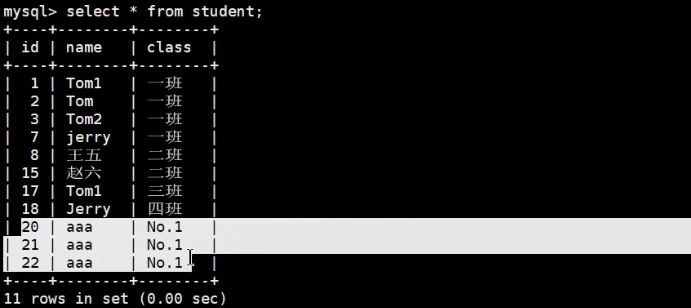 mysql> select * from student;
+----+-------+--------+
| id | name  | class  |
+----+-------+--------+
|  1 | Tom1  | 一班   |
|  2 | Tom   | 一班   |
|  3 | Tom2  | 一班   |
|  7 | jerry | 一班   |
|  8 | 王五  | 二班   |
| 15 | 赵六  | 二班   |
| 17 | Tom1  | 三班   |
| 18 | Jerry | 四班   |
| 20 | aaa   | No.1   |
| 21 | aaa   | No.1   |
| 22 | aaa   | No.1   |
+----+-------+--------+
11 rows in set (0.00 sec)